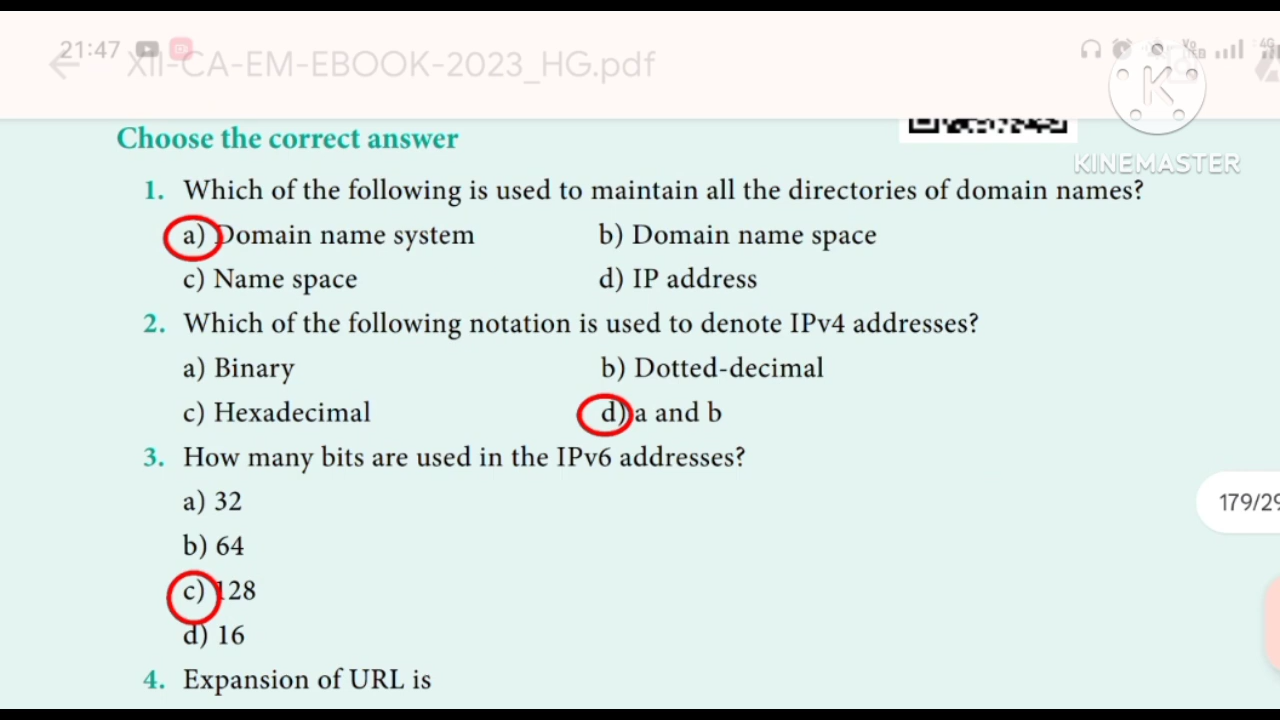 21:47
XII-CA-EM-EBOOK-2023_HG.pdf
K
KINEMASTER
Choose the correct answer
1. Which of the following is used to maintain all the directories of domain names?
a) Domain name system b) Domain name space
c) Name space d) IP address
2. Which of the following notation is used to denote IPv4 addresses?
a) Binary b) Dotted-decimal
c) Hexadecimal d) a and b
3. How many bits are used in the IPv6 addresses?
a) 32
b) 64
179/29
c) 128
d) 16
4. Expansion of URL is